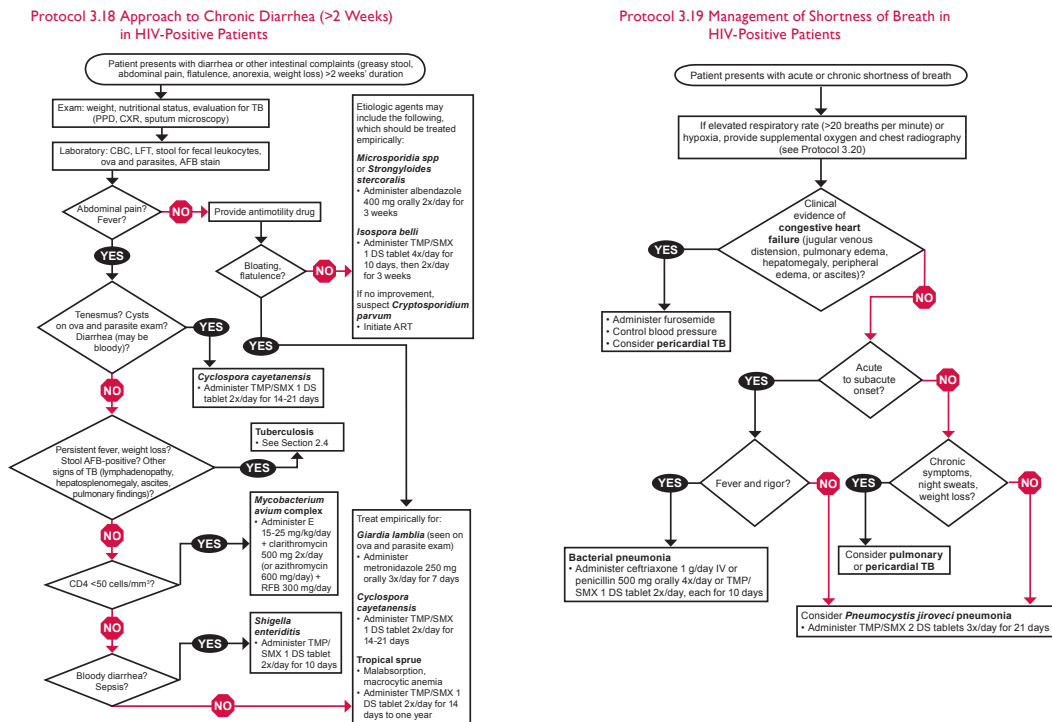 Protocol 3.18 Approach to Chronic Diarrhea (>2 Weeks)
in HIV-Positive Patients
Patient presents with diarrhea or other intestinal complaints (greasy stool,
abdominal pain, flatulence, anorexia, weight loss) >2 weeks' duration
Exam: weight, nutritional status, evaluation for TB
(PPD, CXR, sputum microscopy)
Laboratory: CBC, LFT, stool for fecal leukocytes,
ova and parasites, AFB stain
Abdominal pain?
Fever?
NO
Provide antimotility drug
YES
Bloating,
flatulence?
NO
Etiologic agents may
include the following,
which should be treated
empirically:
Microsporidia spp
or Strongyloides
stercoralis
• Administer albendazole
400 mg orally 2x/day for
3 weeks
Isospora belli
• Administer TMP/SMX
1 DS tablet 4x/day for
10 days, then 2x/day
for 3 weeks
If no improvement,
suspect Cryptosporidium
parvum
• Initiate ART
Tenesmus? Cysts
on ova and parasite exam?
Diarrhea (may be
bloody)?
YES
YES
Cyclospora cayetanensis
• Administer TMP/SMX 1 DS
tablet 2x/day for 14-21 days
NO
Persistent fever, weight loss?
Stool AFB-positive? Other
signs of TB (lymphadenopathy,
hepatosplenomegaly, ascites,
pulmonary findings)?
YES
Tuberculosis
• See Section 2.4
NO
CD4 <50 cells/mm³?
YES
Mycobacterium
avium complex
• Administer E
15-25 mg/kg/day
+ clarithromycin
500 mg 2x/day
(or azithromycin
600 mg/day) +
RFB 300 mg/day
NO
Bloody diarrhea?
Sepsis?
YES
Shigella
enteriditis
• Administer TMP/
SMX 1 DS tablet
2x/day for 10 days
NO
Treat empirically for:
Giardia lamblia (seen on
ova and parasite exam)
• Administer
metronidazole 250 mg
orally 3x/day for 7 days
Cyclospora
cayetanensis
• Administer TMP/SMX
1 DS tablet 2x/day for
14-21 days
Tropical sprue
• Malabsorption,
macrocytic anemia
• Administer TMP/SMX 1
DS tablet 2x/day for 14
days to one year
Protocol 3.19 Management of Shortness of Breath in
HIV-Positive Patients
Patient presents with acute or chronic shortness of breath
If elevated respiratory rate (>20 breaths per minute) or
hypoxia, provide supplemental oxygen and chest radiography
(see Protocol 3.20)
Clinical
evidence of
congestive heart
failure (jugular venous
distension, pulmonary edema,
hepatomegaly, peripheral
edema, or ascites)?
YES
NO
• Administer furosemide
• Control blood pressure
• Consider pericardial TB
Acute
to subacute
onset?
YES
NO
Fever and rigor?
YES
NO
Chronic
symptoms,
night sweats,
weight loss?
YES
NO
Bacterial pneumonia
• Administer ceftriaxone 1 g/day IV or
penicillin 500 mg orally 4x/day or TMP/
SMX 1 DS tablet 2x/day, each for 10 days
Consider pulmonary
or pericardial TB
Consider Pneumocystis jiroveci pneumonia
• Administer TMP/SMX 2 DS tablets 3x/day for 21 days